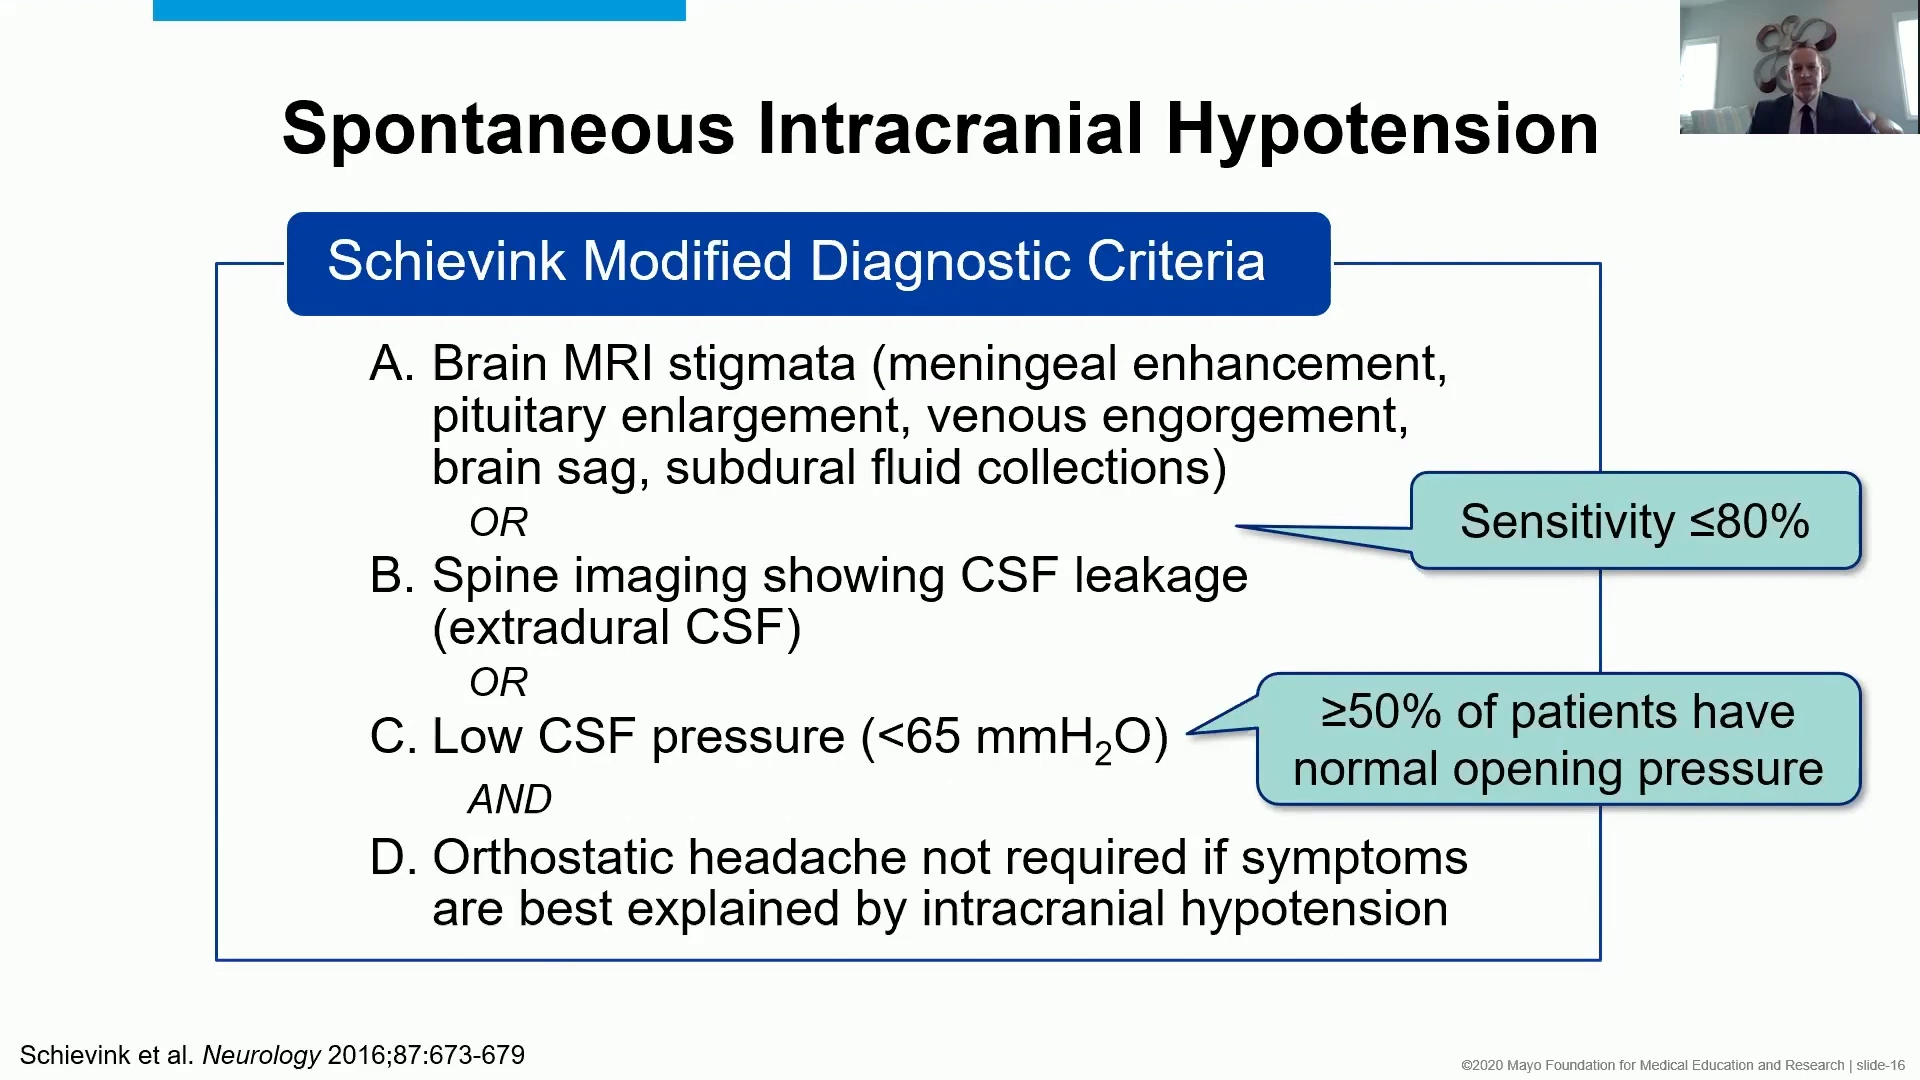 Spontaneous Intracranial Hypotension
Schievink Modified Diagnostic Criteria
A. Brain MRI stigmata (meningeal enhancement,
pituitary enlargement, venous engorgement,
brain sag, subdural fluid collections)
OR
Sensitivity ≤80%
B. Spine imaging showing CSF leakage
(extradural CSF)
OR
C. Low CSF pressure (<65 mmH₂O)
≥50% of patients have
normal opening pressure
AND
D. Orthostatic headache not required if symptoms
are best explained by intracranial hypotension
Schievink et al. Neurology 2016;87:673-679
©2020 Mayo Foundation for Medical Education and Research | slide-16